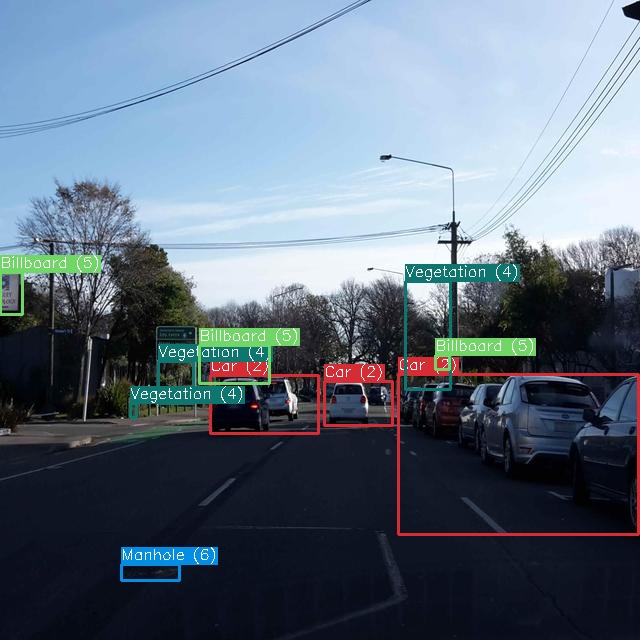 Billboard (5)
Vegetation (4)
Billboard (5)
Billboard (5)
Vegetation (4
Car (2)
Car (2)
Car (2)
Vegetation (4)
Manhole (6)